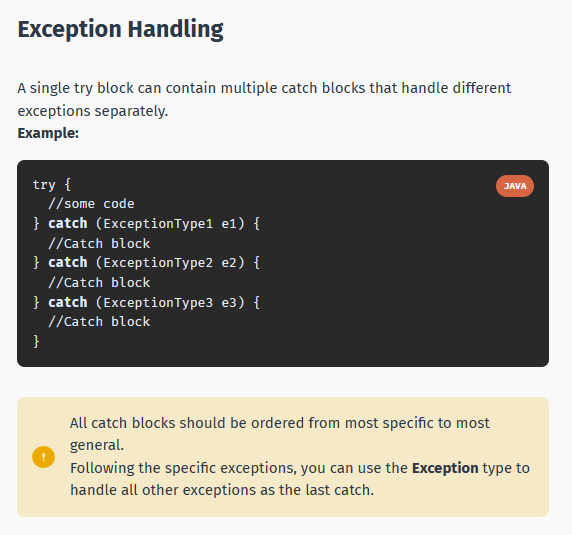 Exception Handling
A single try block can contain multiple catch blocks that handle different
exceptions separately.
Example:
JAVA
try {
  //some code
} catch (ExceptionType1 e1) {
  //Catch block
} catch (ExceptionType2 e2) {
  //Catch block
} catch (ExceptionType3 e3) {
  //Catch block
}
!
All catch blocks should be ordered from most specific to most
general.
Following the specific exceptions, you can use the Exception type to
handle all other exceptions as the last catch.